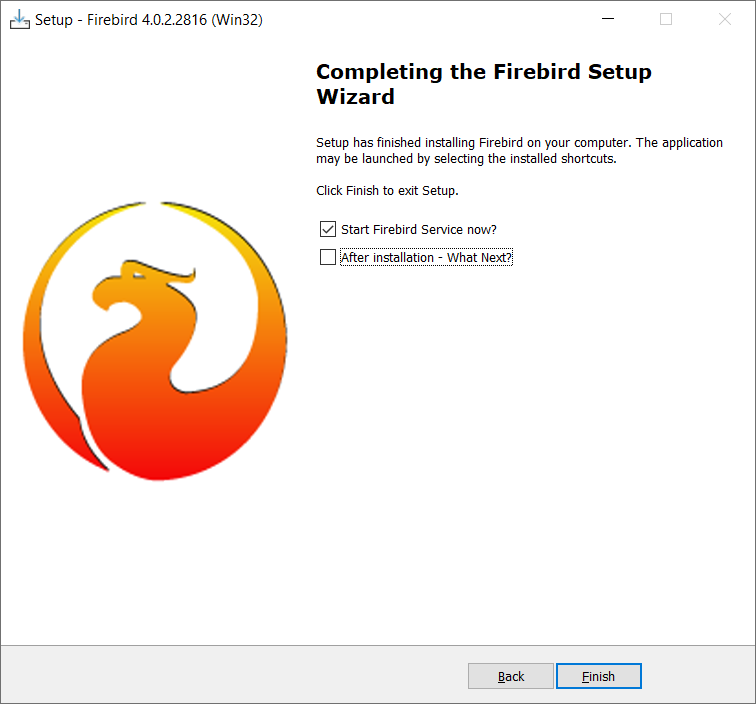 Setup - Firebird 4.0.2.2816 (Win32)
Completing the Firebird Setup
Wizard
Setup has finished installing Firebird on your computer. The application
may be launched by selecting the installed shortcuts.
Click Finish to exit Setup.
Start Firebird Service now?
After installation - What Next?
Back
Finish